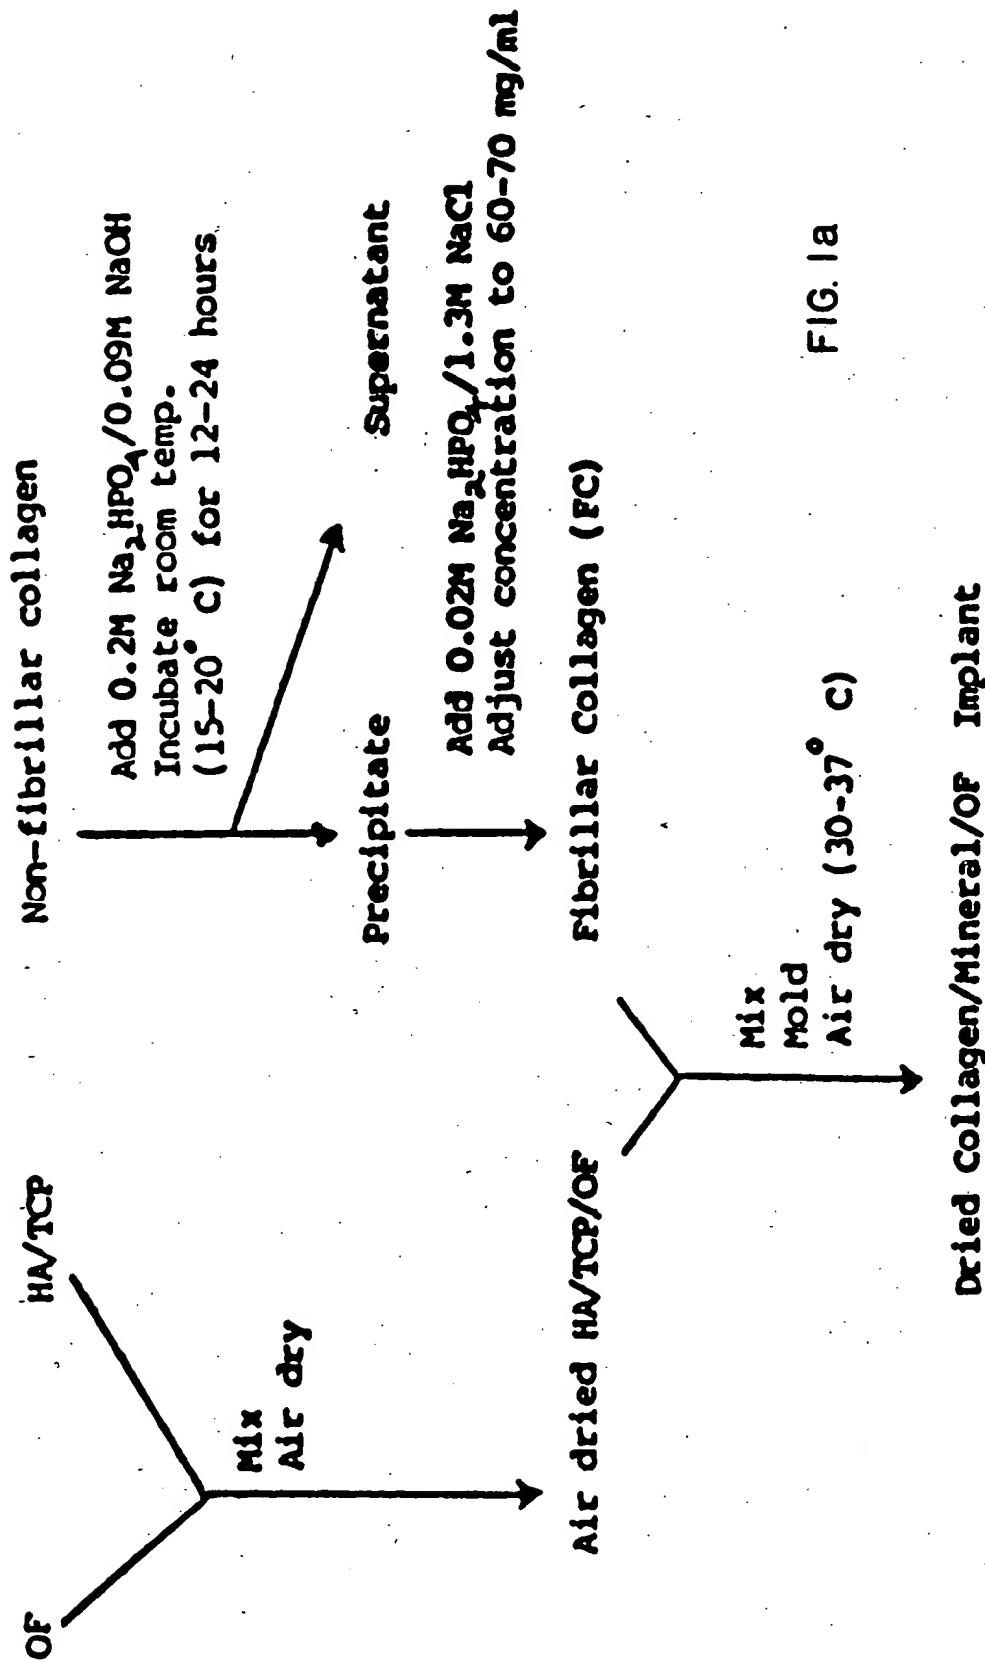 OF
HA/TCP
Non-fibrillar collagen
Mix
Air dry
Add 0.2M Na2HPO4/0.09M NaOH
Incubate room temp.
(15-20° C) for 12-24 hours
Precipitate
Supernatant
Add 0.02M Na2HPO4/1.3M NaCl
Adjust concentration to 60-70 mg/ml
Air dried HA/TCP/OF
Fibrillar Collagen (FC)
Mix
Mold
Air dry (30-37° C)
Dried Collagen/Mineral/OF Implant
FIG. 1a